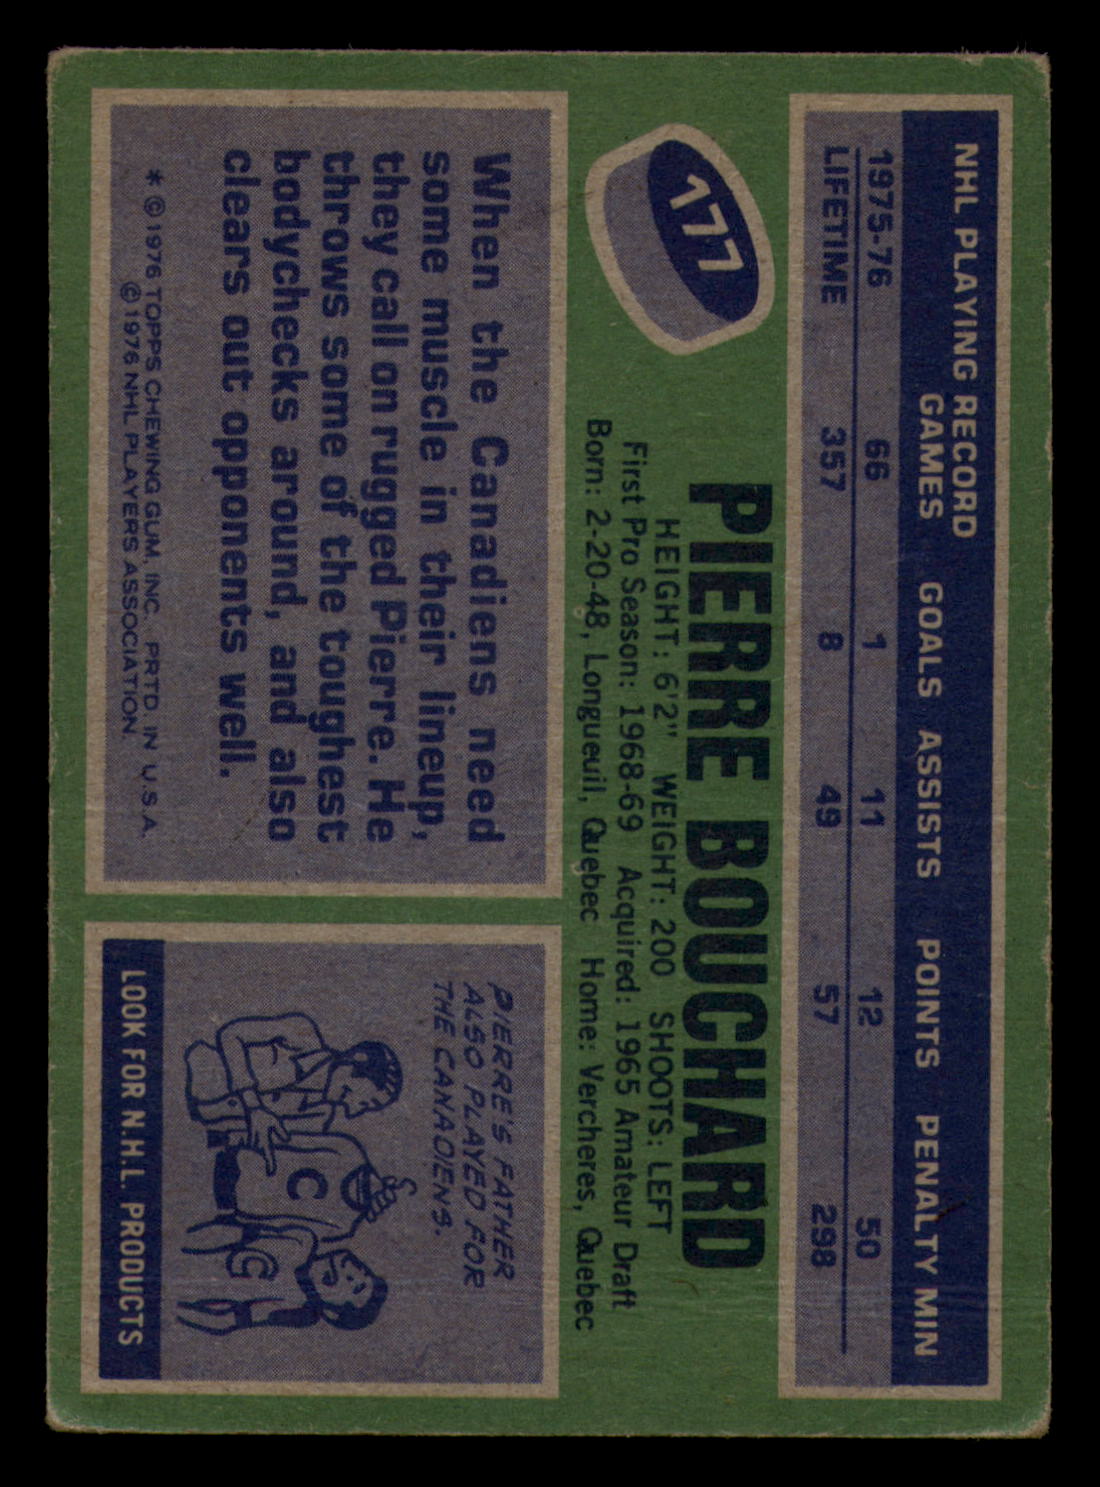 NHL PLAYING RECORD
GAMES GOALS ASSISTS POINTS PENALTY MIN
1975-76 66 1 11 12 50
LIFETIME 357 8 49 57 298
177
PIERRE BOUCHARD
HEIGHT: 6'2" WEIGHT: 200 SHOOTS: LEFT
First Pro Season: 1968-69 Acquired: 1965 Amateur Draft
Born: 2-20-48, Longueuil, Quebec Home: Vercheres, Quebec
When the Canadiens need
some muscle in their lineup,
they call on rugged Pierre. He
throws some of the toughest
bodychecks around, and also
clears out opponents well.
* © 1976 TOPPS CHEWING GUM, INC. PRTD. IN U.S.A.
© 1976 NHL PLAYERS ASSOCIATION.
PIERRE'S FATHER
ALSO PLAYED FOR
THE CANADIENS.
C
C
LOOK FOR N.H.L. PRODUCTS